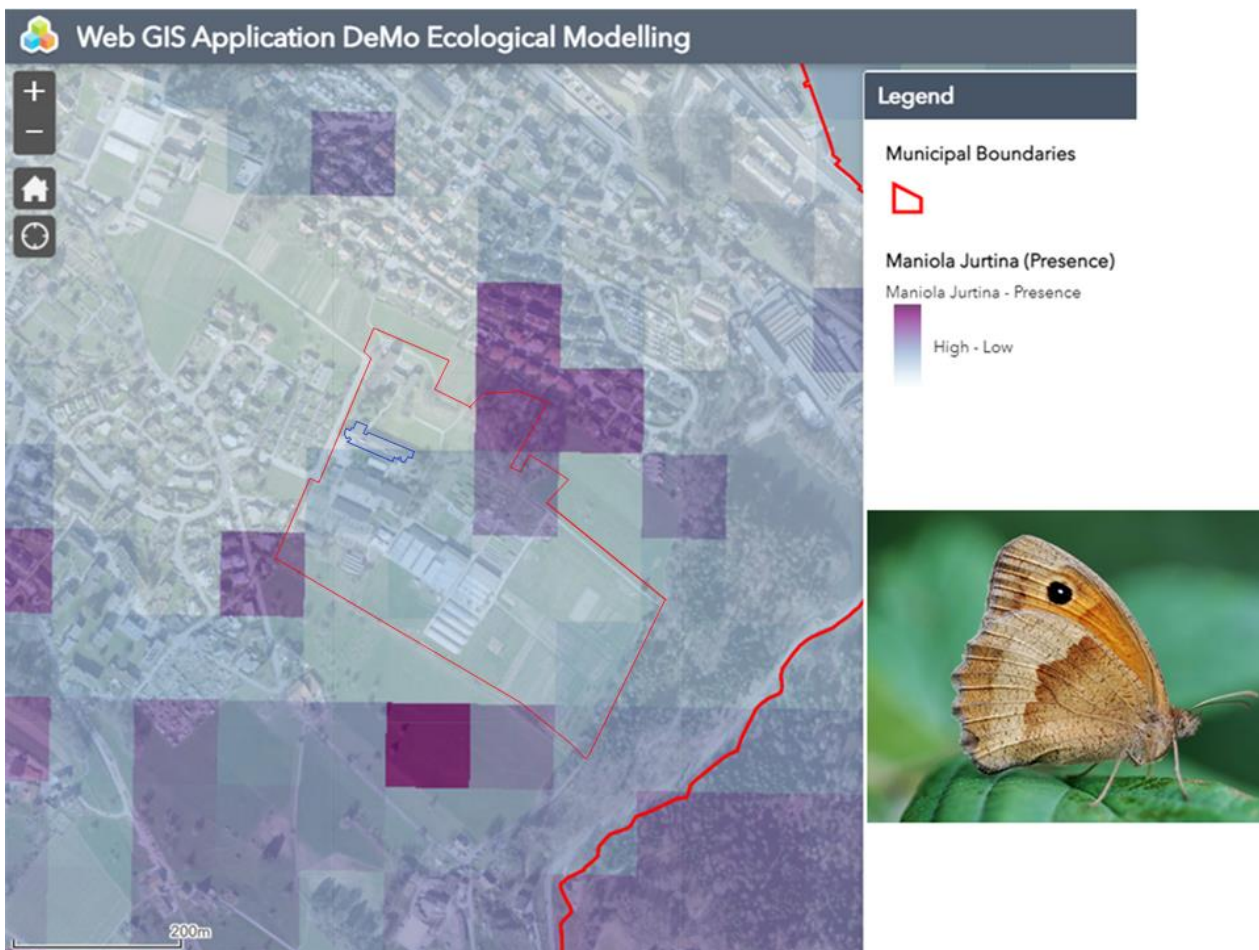 Web GIS Application DeMo Ecological Modelling
+
−
Legend
Municipal Boundaries
Maniola Jurtina (Presence)
Maniola Jurtina - Presence
High - Low
200m